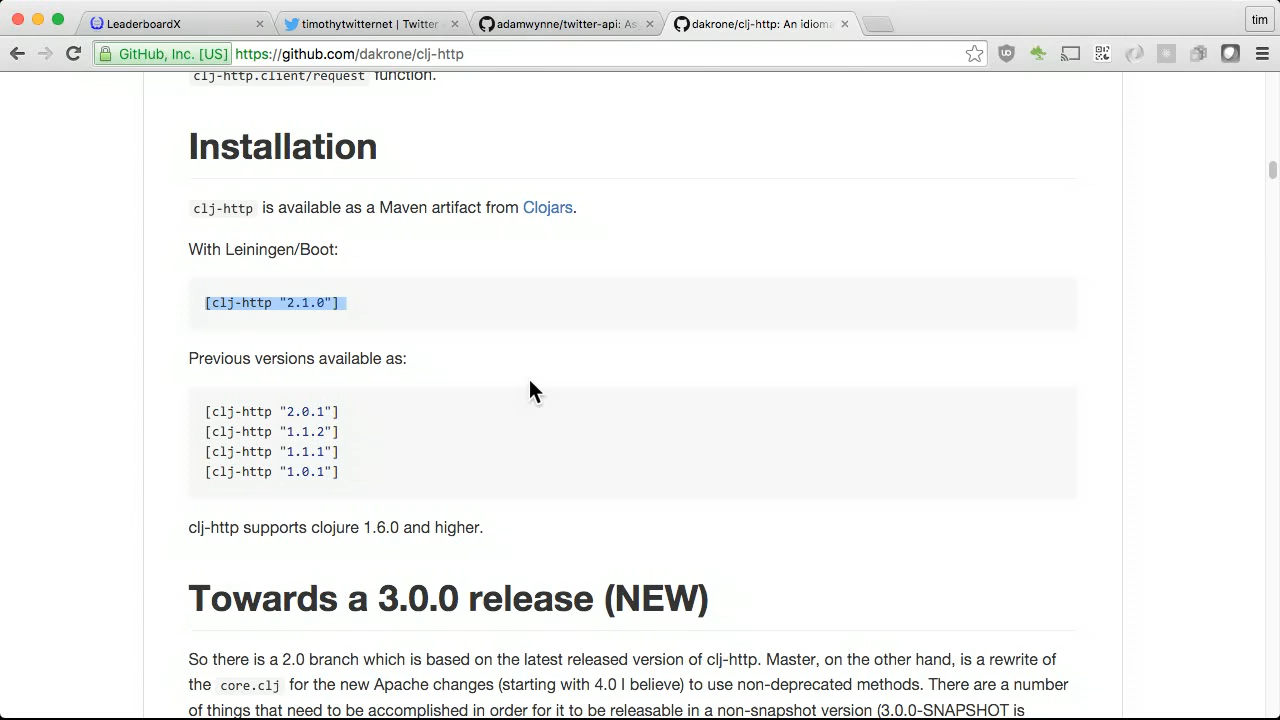 LeaderboardX
timothytwitternet | Twitter
adamwynne/twitter-api: As
dakrone/clj-http: An idioma
tim
GitHub, Inc. [US]
https://github.com/dakrone/clj-http
clj-http.client/request function.
Installation
clj-http is available as a Maven artifact from Clojars.
With Leiningen/Boot:
[clj-http "2.1.0"]
Previous versions available as:
[clj-http "2.0.1"]
[clj-http "1.1.2"]
[clj-http "1.1.1"]
[clj-http "1.0.1"]
clj-http supports clojure 1.6.0 and higher.
Towards a 3.0.0 release (NEW)
So there is a 2.0 branch which is based on the latest released version of clj-http. Master, on the other hand, is a rewrite of
the core.clj for the new Apache changes (starting with 4.0 I believe) to use non-deprecated methods. There are a number
of things that need to be accomplished in order for it to be releasable in a non-snapshot version (3.0.0-SNAPSHOT is